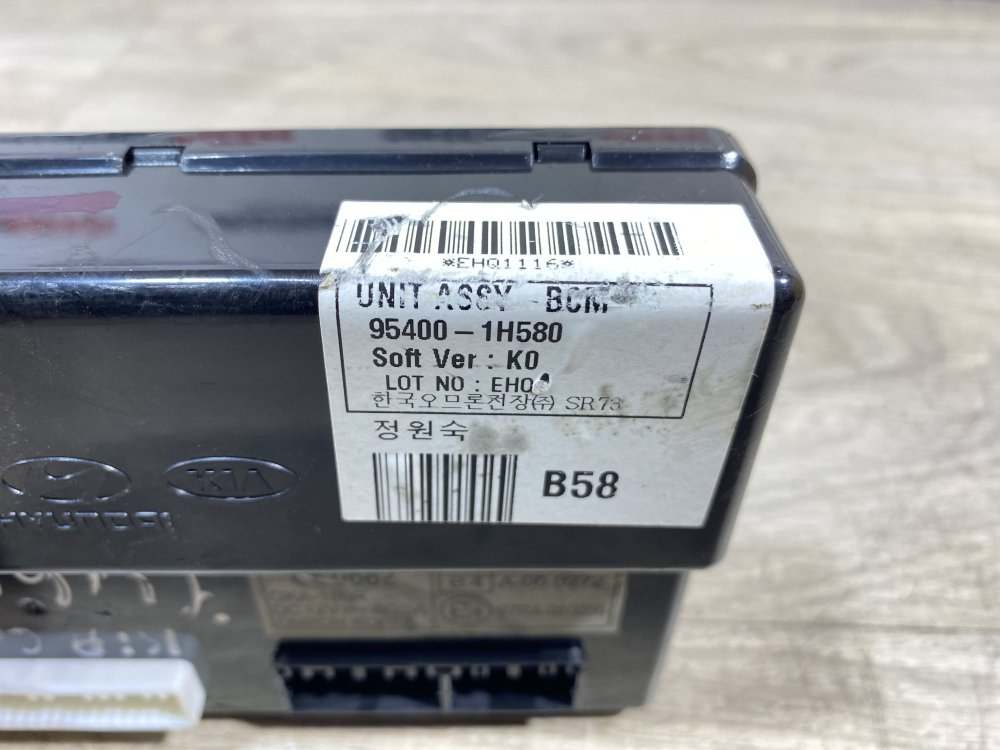 *EHQ1116*
UNIT ASSY - BCM
95400 - 1H580
Soft Ver : K0
LOT NO : EHQ
한국오므론전장㈜ SR73
정원숙
B58
KIA
HYUNDAI